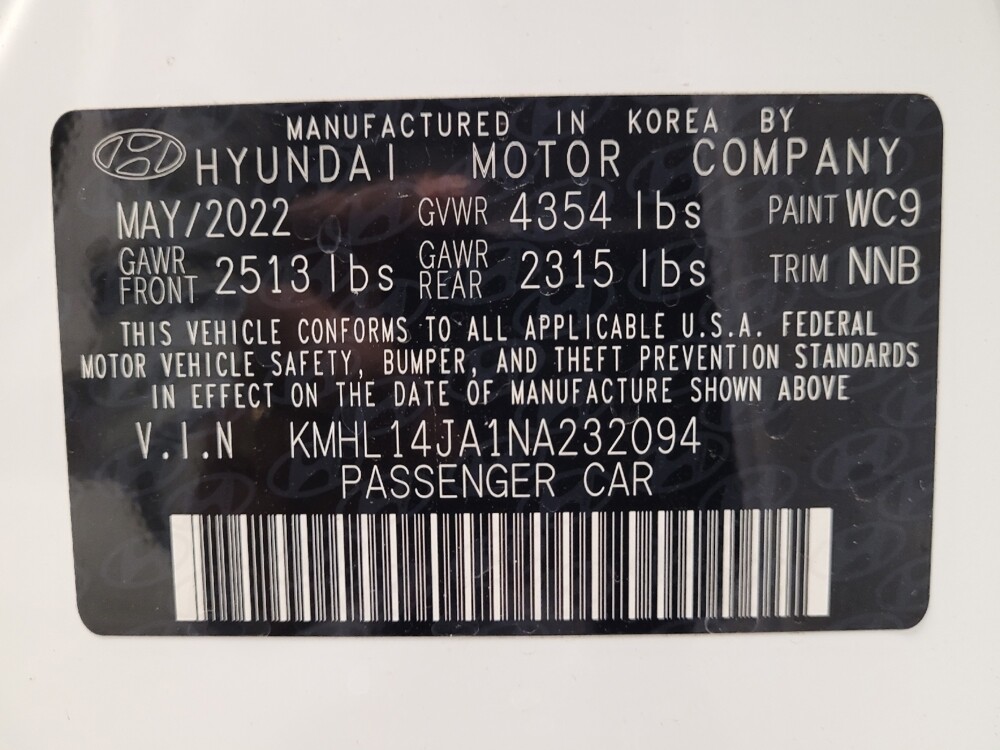 MANUFACTURED IN KOREA BY
HYUNDAI MOTOR COMPANY
MAY/2022 GVWR 4354 lbs PAINT WC9
GAWR FRONT 2513 lbs GAWR REAR 2315 lbs TRIM NNB
THIS VEHICLE CONFORMS TO ALL APPLICABLE U.S.A. FEDERAL
MOTOR VEHICLE SAFETY, BUMPER, AND THEFT PREVENTION STANDARDS
IN EFFECT ON THE DATE OF MANUFACTURE SHOWN ABOVE
V.I.N KMHL14JA1NA232094
PASSENGER CAR